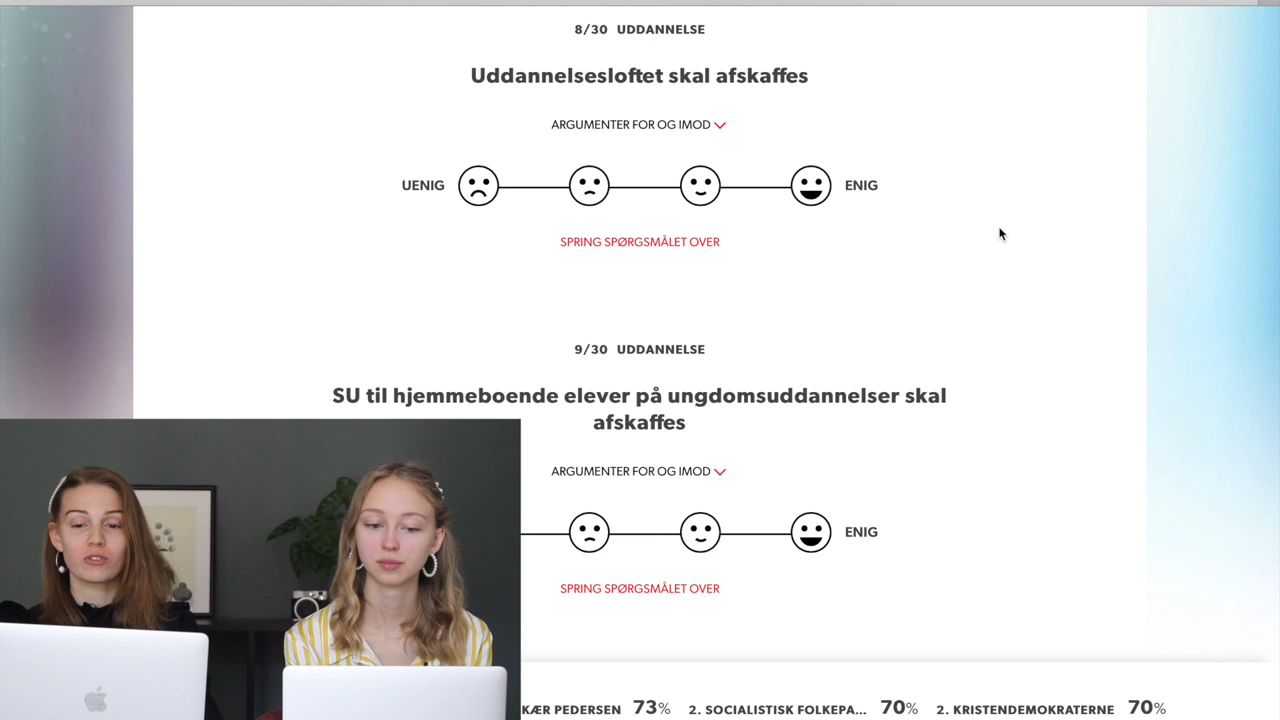 8/30 UDDANNELSE
Uddannelsesloftet skal afskaffes
ARGUMENTER FOR OG IMOD
UENIG
ENIG
SPRING SPØRGSMÅLET OVER
9/30 UDDANNELSE
SU til hjemmeboende elever på ungdomsuddannelser skal
afskaffes
ARGUMENTER FOR OG IMOD
ENIG
SPRING SPØRGSMÅLET OVER
KÆR PEDERSEN 73% 2. SOCIALISTISK FOLKEPA... 70% 2. KRISTENDEMOKRATERNE 70%